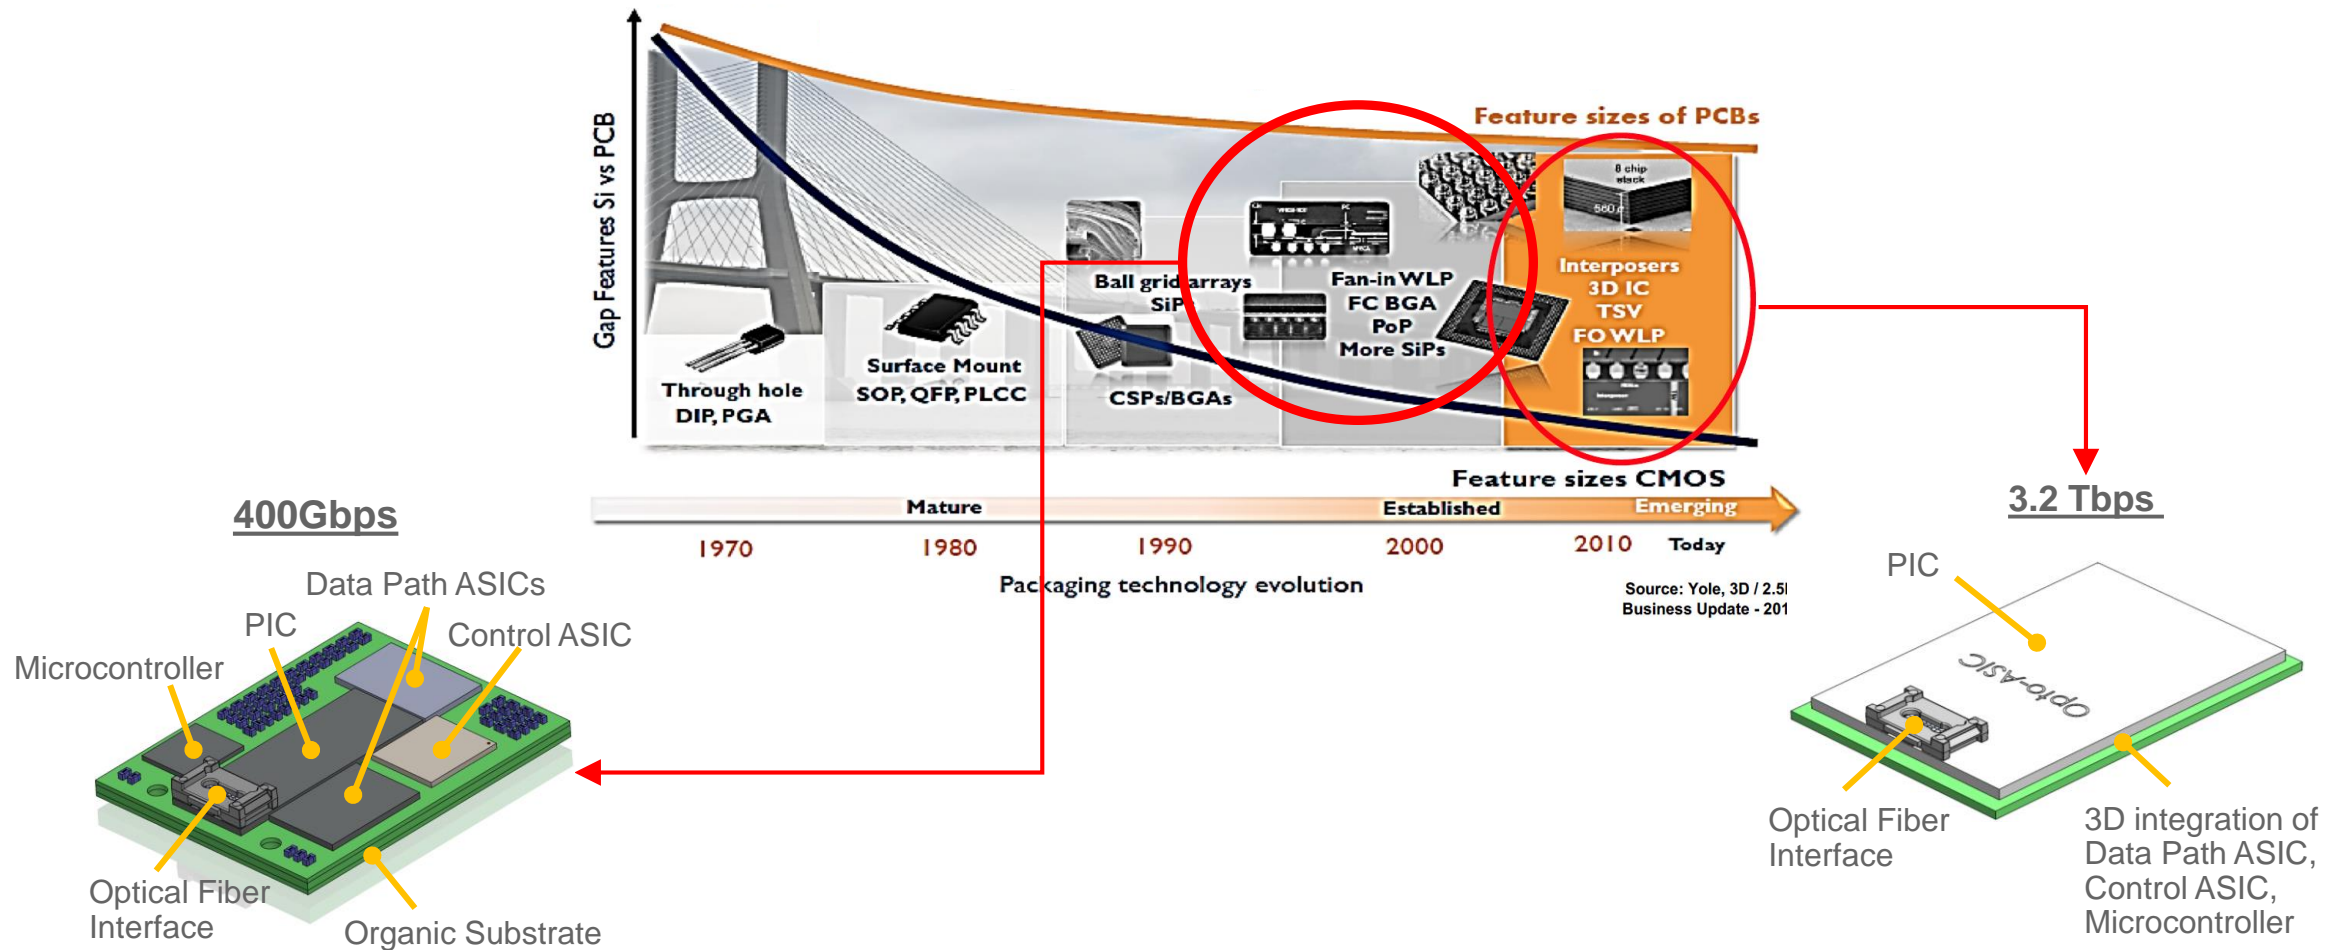 Gap Features Si vs PCB
Feature sizes of PCBs
8 chip
stack
560
Interposers
3D IC
TSV
FO WLP
Ball grid arrays
SiPs
Fan-in WLP
FC BGA
PoP
More SiPs
Surface Mount
SOP, QFP, PLCC
CSPs/BGAs
Through hole
DIP, PGA
Feature sizes CMOS
Mature
Established
Emerging
1970
1980
1990
2000
2010
Today
Packaging technology evolution
Source: Yole, 3D / 2.5
Business Update - 201
400Gbps
Data Path ASICs
PIC
Control ASIC
Microcontroller
Optical Fiber
Interface
Organic Substrate
3.2 Tbps
PIC
Opto-ASIC
Optical Fiber
Interface
3D integration of
Data Path ASIC,
Control ASIC,
Microcontroller